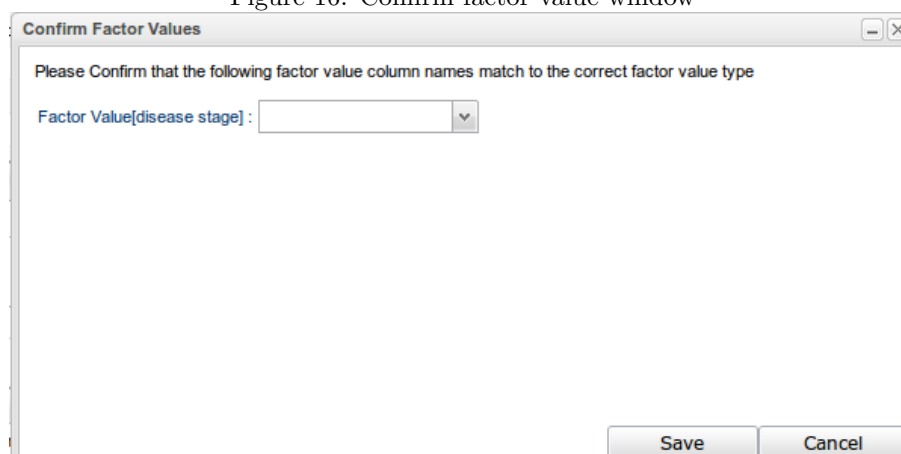 Figure 10: Confirm factor value window
Confirm Factor Values
Please Confirm that the following factor value column names match to the correct factor value type
Factor Value[disease stage] :
Save Cancel